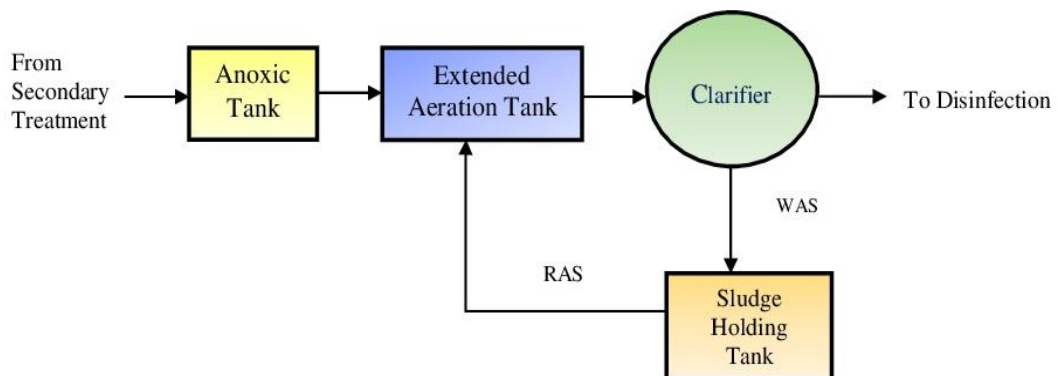 From
Secondary
Treatment
Anoxic
Tank
Extended
Aeration Tank
Clarifier
To Disinfection
WAS
RAS
Sludge
Holding
Tank